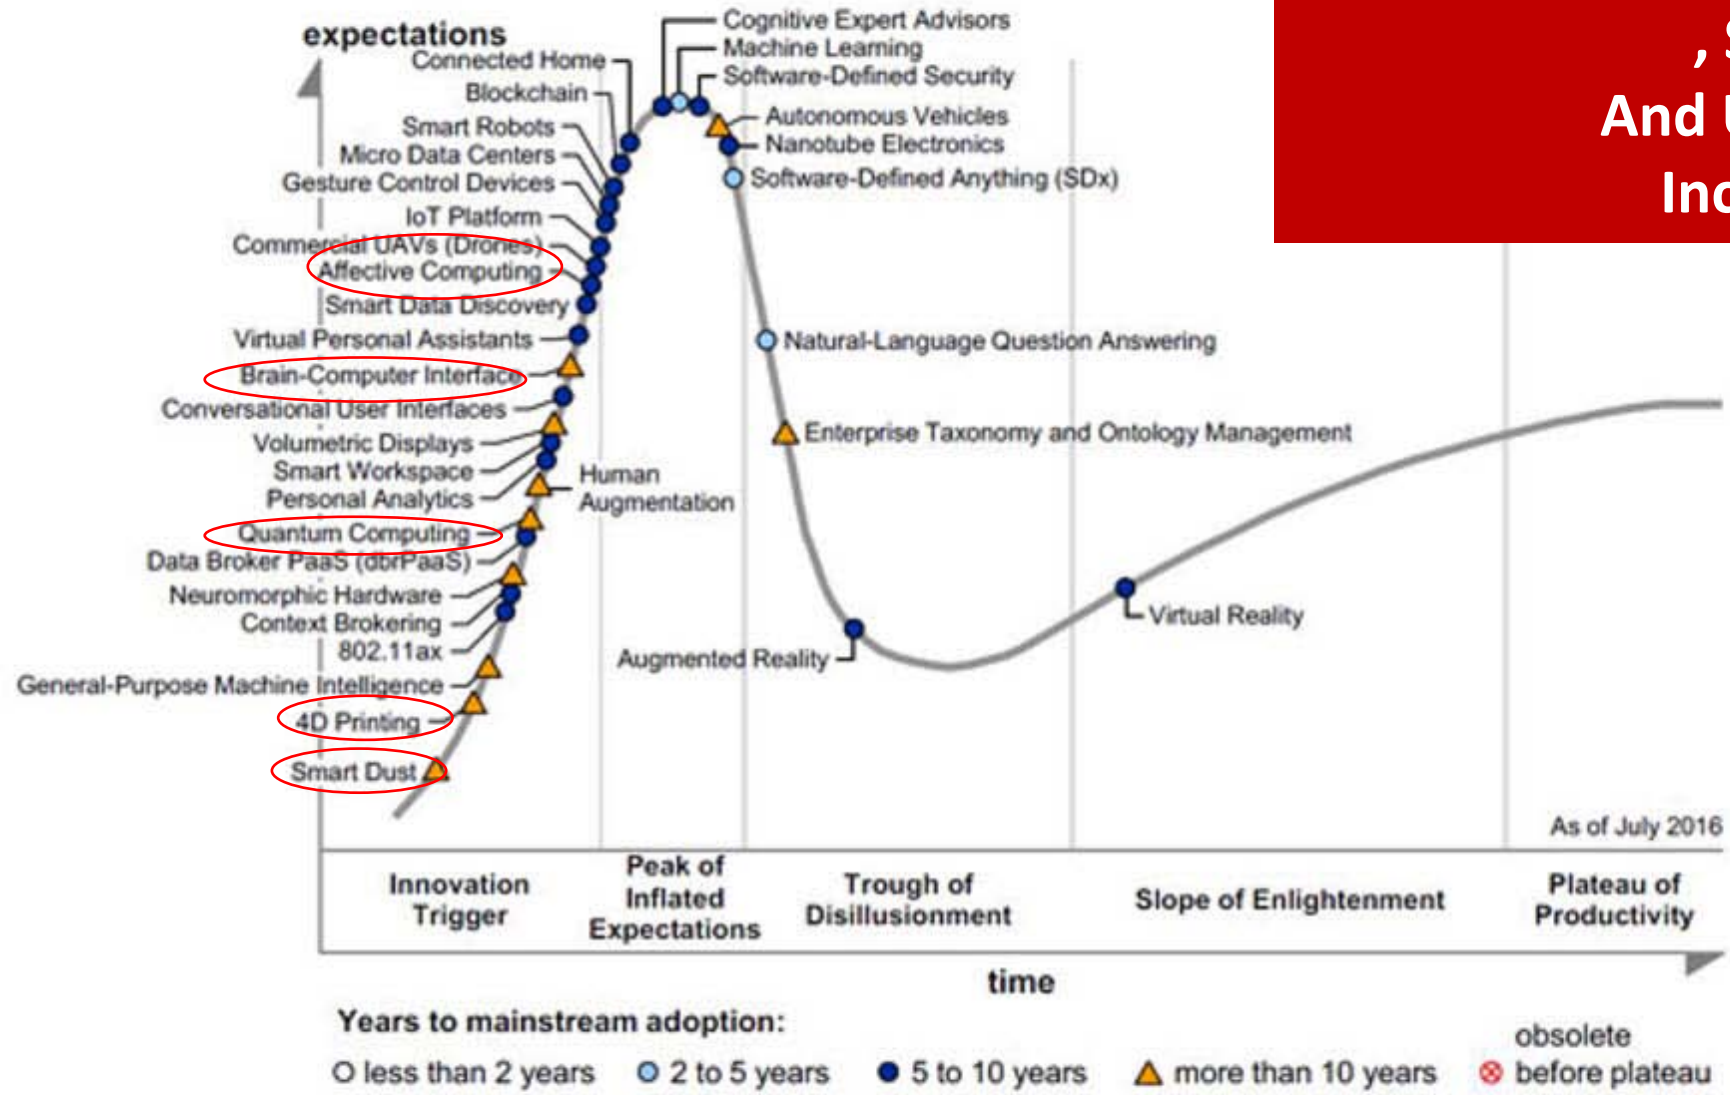 , S
And U
Inc
expectations
Cognitive Expert Advisors
Machine Learning
Software-Defined Security
Autonomous Vehicles
Nanotube Electronics
Software-Defined Anything (SDx)
Connected Home
Blockchain
Smart Robots
Micro Data Centers
Gesture Control Devices
IoT Platform
Commercial UAVs (Drones)
Affective Computing
Smart Data Discovery
Virtual Personal Assistants
Brain-Computer Interface
Conversational User Interfaces
Volumetric Displays
Smart Workspace
Personal Analytics
Human
Augmentation
Quantum Computing
Data Broker PaaS (dbrPaaS)
Neuromorphic Hardware
Context Brokering
802.11ax
General-Purpose Machine Intelligence
4D Printing
Smart Dust
Natural-Language Question Answering
Enterprise Taxonomy and Ontology Management
Augmented Reality
Virtual Reality
As of July 2016
Innovation
Trigger
Peak of
Inflated
Expectations
Trough of
Disillusionment
Slope of Enlightenment
Plateau of
Productivity
time
Years to mainstream adoption:
less than 2 years
2 to 5 years
5 to 10 years
more than 10 years
obsolete
before plateau